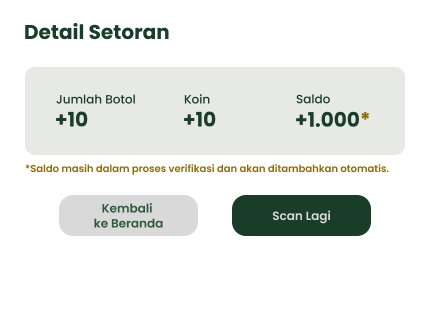 Detail Setoran
Jumlah Botol Koin Saldo
+10 +10 +1.000*
*Saldo masih dalam proses verifikasi dan akan ditambahkan otomatis.
Kembali
ke Beranda
Scan Lagi